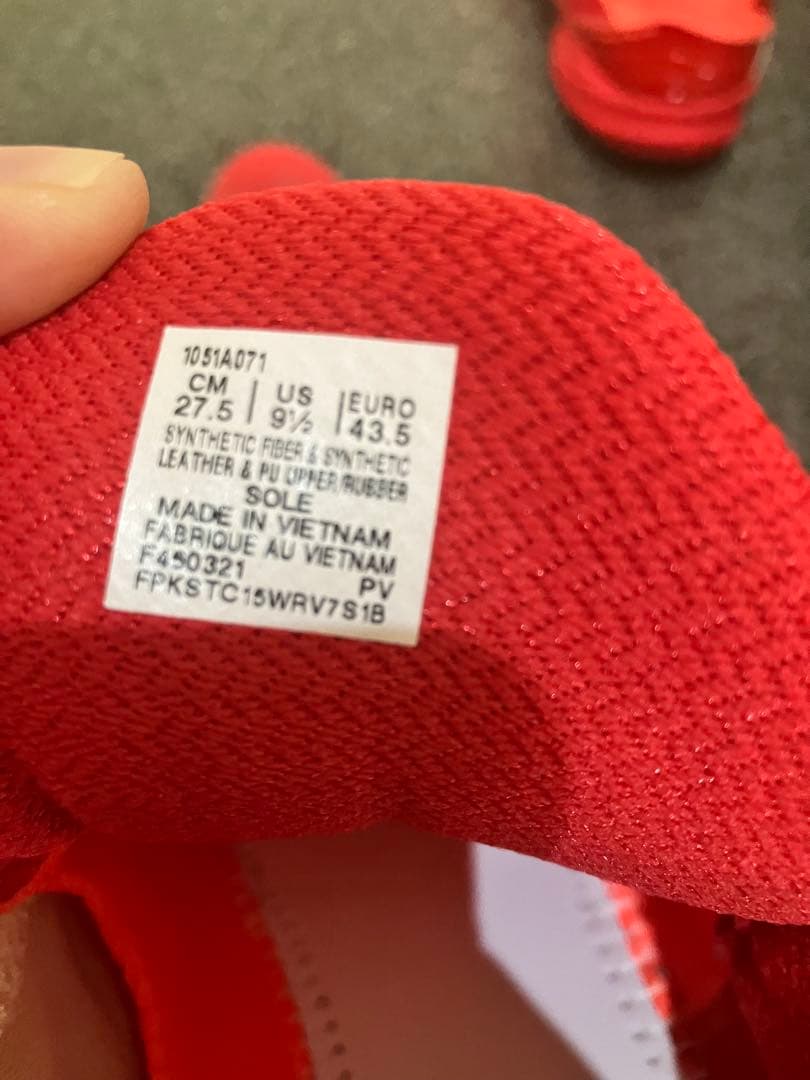 1051A071
CM | US | EURO
27.5 9½ 43.5
SYNTHETIC FIBER & SYNTHETIC
LEATHER & PU UPPER/RUBBER
SOLE
MADE IN VIETNAM
FABRIQUE AU VIETNAM
F450321 PV
FPKSTC15WRV7S1B